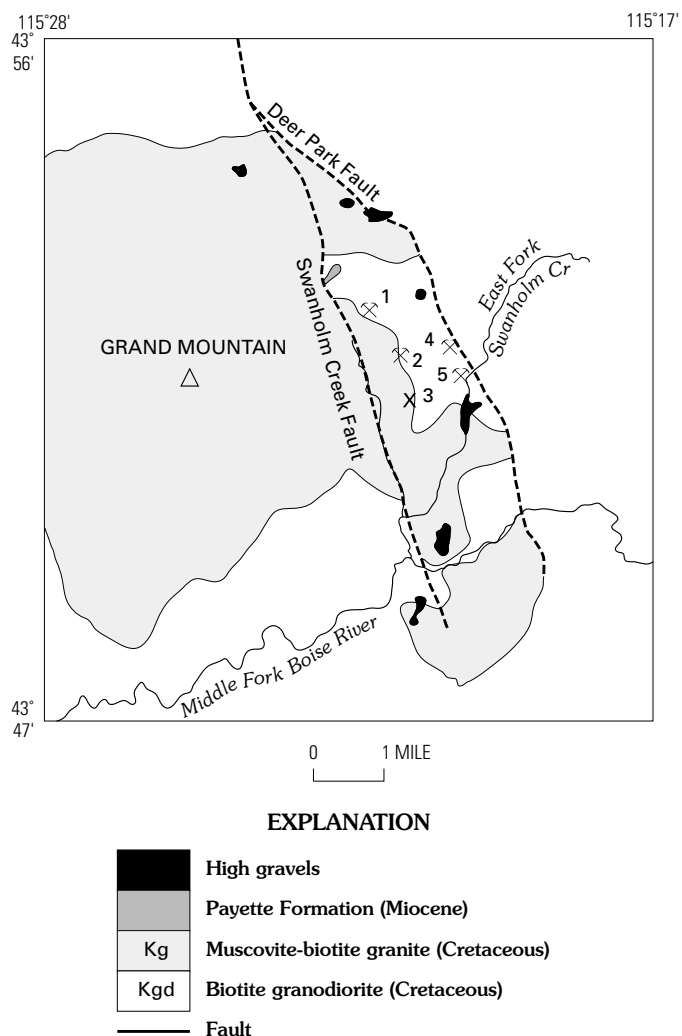 115°28'
115°17'
43°
56'
Deer Park Fault
East Fork
Swanholm Cr
Swanholm Creek Fault
1
GRAND MOUNTAIN
4
2
5
3
Middle Fork Boise River
43°
47'
0 1 MILE
EXPLANATION
High gravels
Payette Formation (Miocene)
Kg Muscovite-biotite granite (Cretaceous)
Kgd Biotite granodiorite (Cretaceous)
Fault